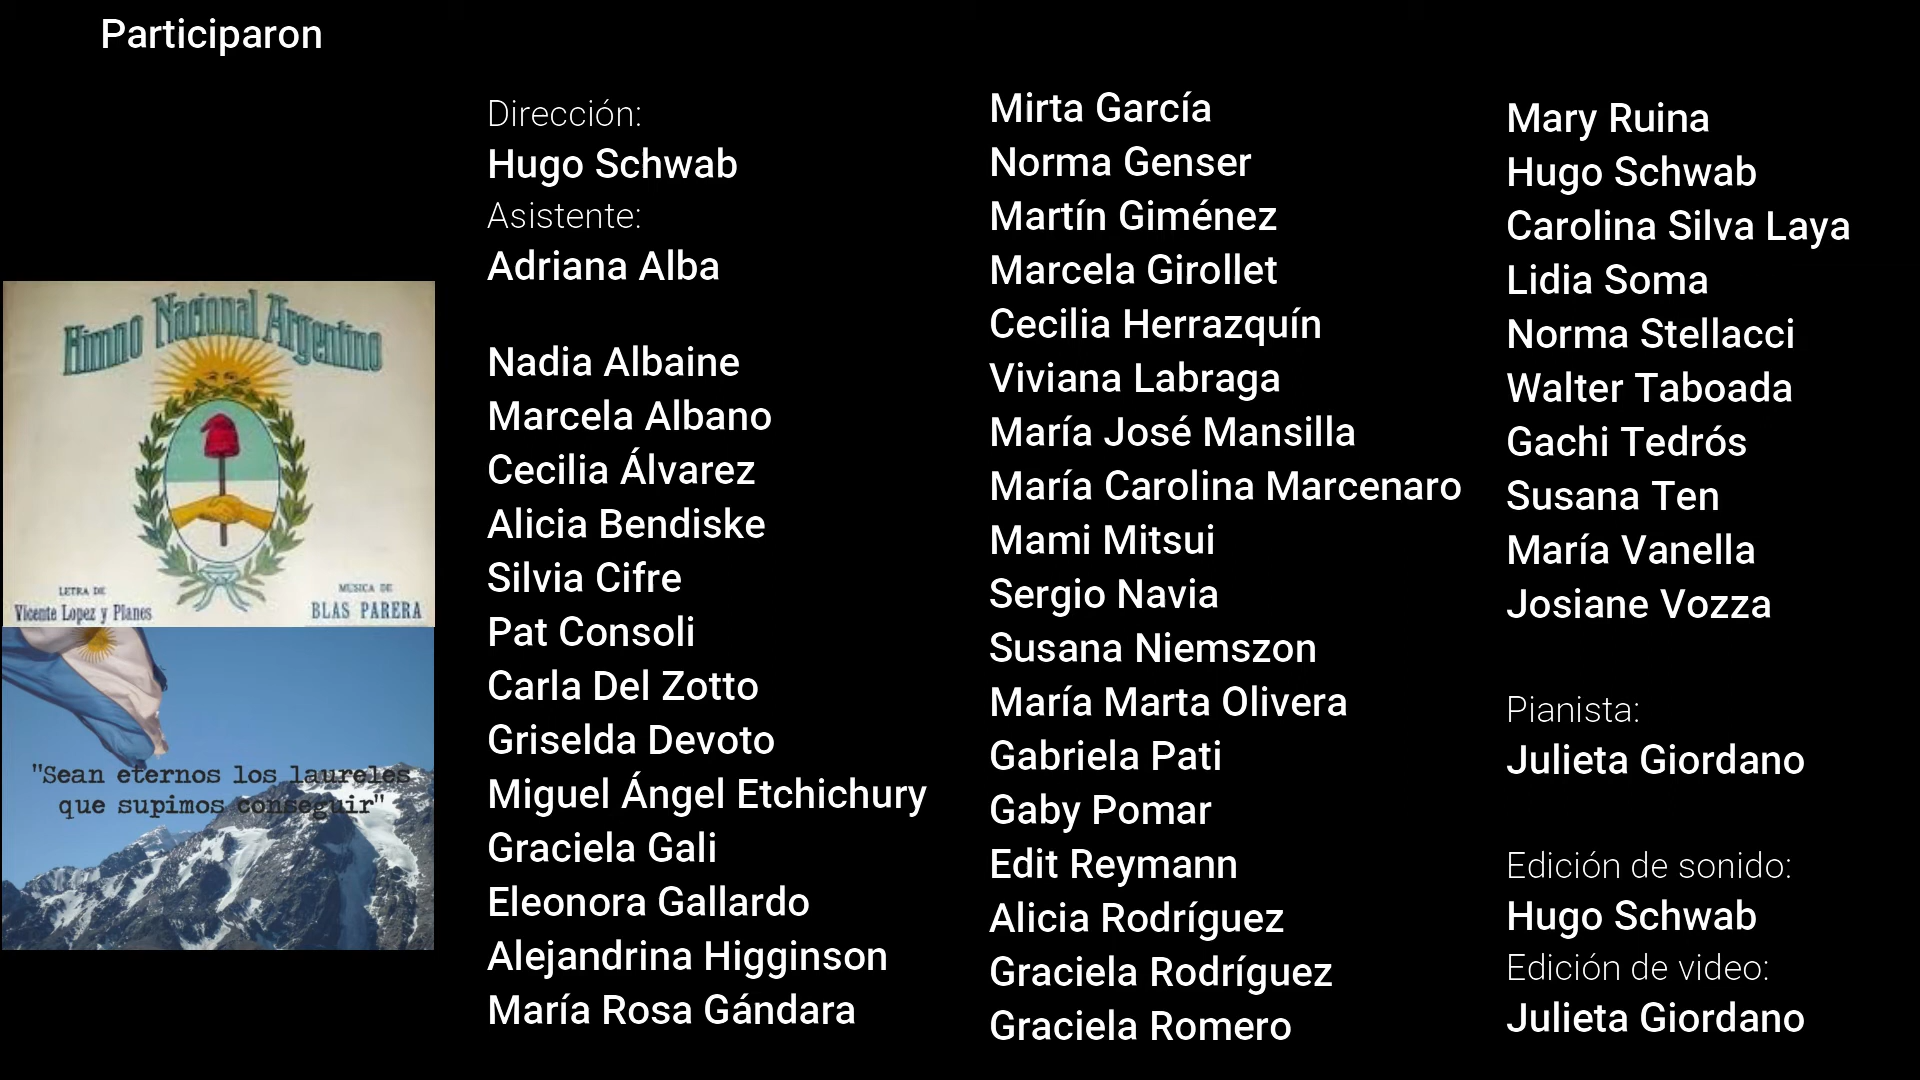 Participaron
Himno Nacional Argentino
LETRA DE
Vicente Lopez y Planes
MUSICA DE
BLAS PARERA
"Sean eternos los laureles
que supimos conseguir"
Dirección:
Hugo Schwab
Asistente:
Adriana Alba
Nadia Albaine
Marcela Albano
Cecilia Álvarez
Alicia Bendiske
Silvia Cifre
Pat Consoli
Carla Del Zotto
Griselda Devoto
Miguel Ángel Etchichury
Graciela Gali
Eleonora Gallardo
Alejandrina Higginson
María Rosa Gándara
Mirta García
Norma Genser
Martín Giménez
Marcela Girollet
Cecilia Herrazquín
Viviana Labraga
María José Mansilla
María Carolina Marcenaro
Mami Mitsui
Sergio Navia
Susana Niemszon
María Marta Olivera
Gabriela Pati
Gaby Pomar
Edit Reymann
Alicia Rodríguez
Graciela Rodríguez
Graciela Romero
Mary Ruina
Hugo Schwab
Carolina Silva Laya
Lidia Soma
Norma Stellacci
Walter Taboada
Gachi Tedrós
Susana Ten
María Vanella
Josiane Vozza
Pianista:
Julieta Giordano
Edición de sonido:
Hugo Schwab
Edición de video:
Julieta Giordano